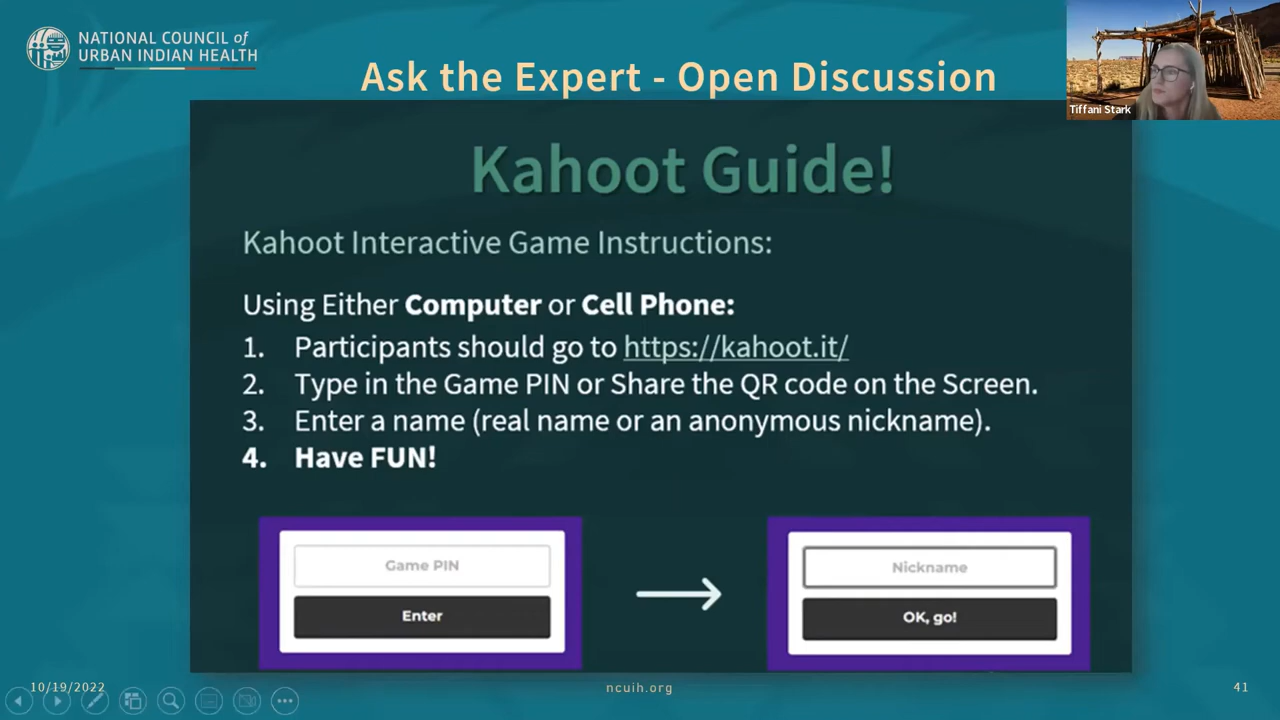 NATIONAL COUNCIL of
URBAN INDIAN HEALTH
Ask the Expert - Open Discussion
Tiffani Stark
Kahoot Guide!
Kahoot Interactive Game Instructions:
Using Either Computer or Cell Phone:
1. Participants should go to https://kahoot.it/
2. Type in the Game PIN or Share the QR code on the Screen.
3. Enter a name (real name or an anonymous nickname).
4. Have FUN!
Game PIN
Enter
Nickname
OK, go!
10/19/2022
ncuih.org
41